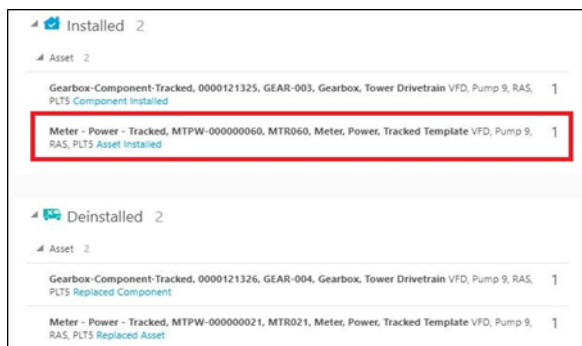 Installed 2
Asset 2
Gearbox-Component-Tracked, 0000121325, GEAR-003, Gearbox, Tower Drivetrain VFD, Pump 9, RAS, 1
PLT5 Component Installed
Meter - Power - Tracked, MTPW-000000060, MTR060, Meter, Power, Tracked Template VFD, Pump 9, 1
RAS, PLT5 Asset Installed
Deinstalled 2
Asset 2
Gearbox-Component-Tracked, 0000121326, GEAR-004, Gearbox, Tower Drivetrain VFD, Pump 9, RAS, 1
PLT5 Replaced Component
Meter - Power - Tracked, MTPW-000000021, MTR021, Meter, Power, Tracked Template VFD, Pump 9, 1
RAS, PLT5 Replaced Asset